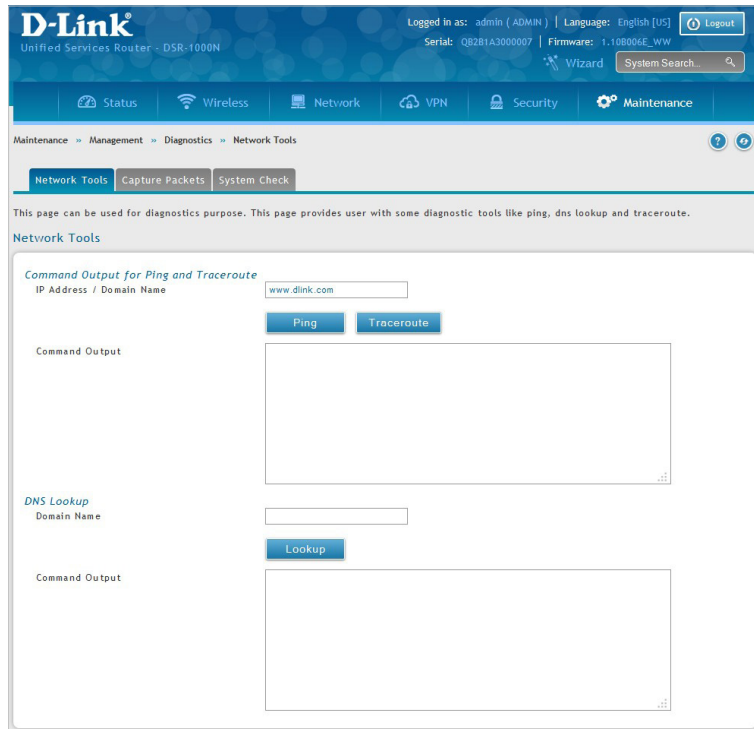 D-Link
Unified Services Router - DSR-1000N
Logged in as: admin ( ADMIN ) | Language: English [US]
Logout
Serial: QB2B1A3000007 | Firmware: 1.10B006E_WW
Wizard
System Search...
Status
Wireless
Network
VPN
Security
Maintenance
Maintenance » Management » Diagnostics » Network Tools
Network Tools
Capture Packets
System Check
This page can be used for diagnostics purpose. This page provides user with some diagnostic tools like ping, dns lookup and traceroute.
Network Tools
Command Output for Ping and Traceroute
IP Address / Domain Name
www.dlink.com
Ping
Traceroute
Command Output
DNS Lookup
Domain Name
Lookup
Command Output